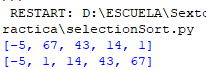 RESTART: D:\ESCUELA\Sexto
ractica\selectionSort.py
[-5, 67, 43, 14, 1]
[-5, 1, 14, 43, 67]